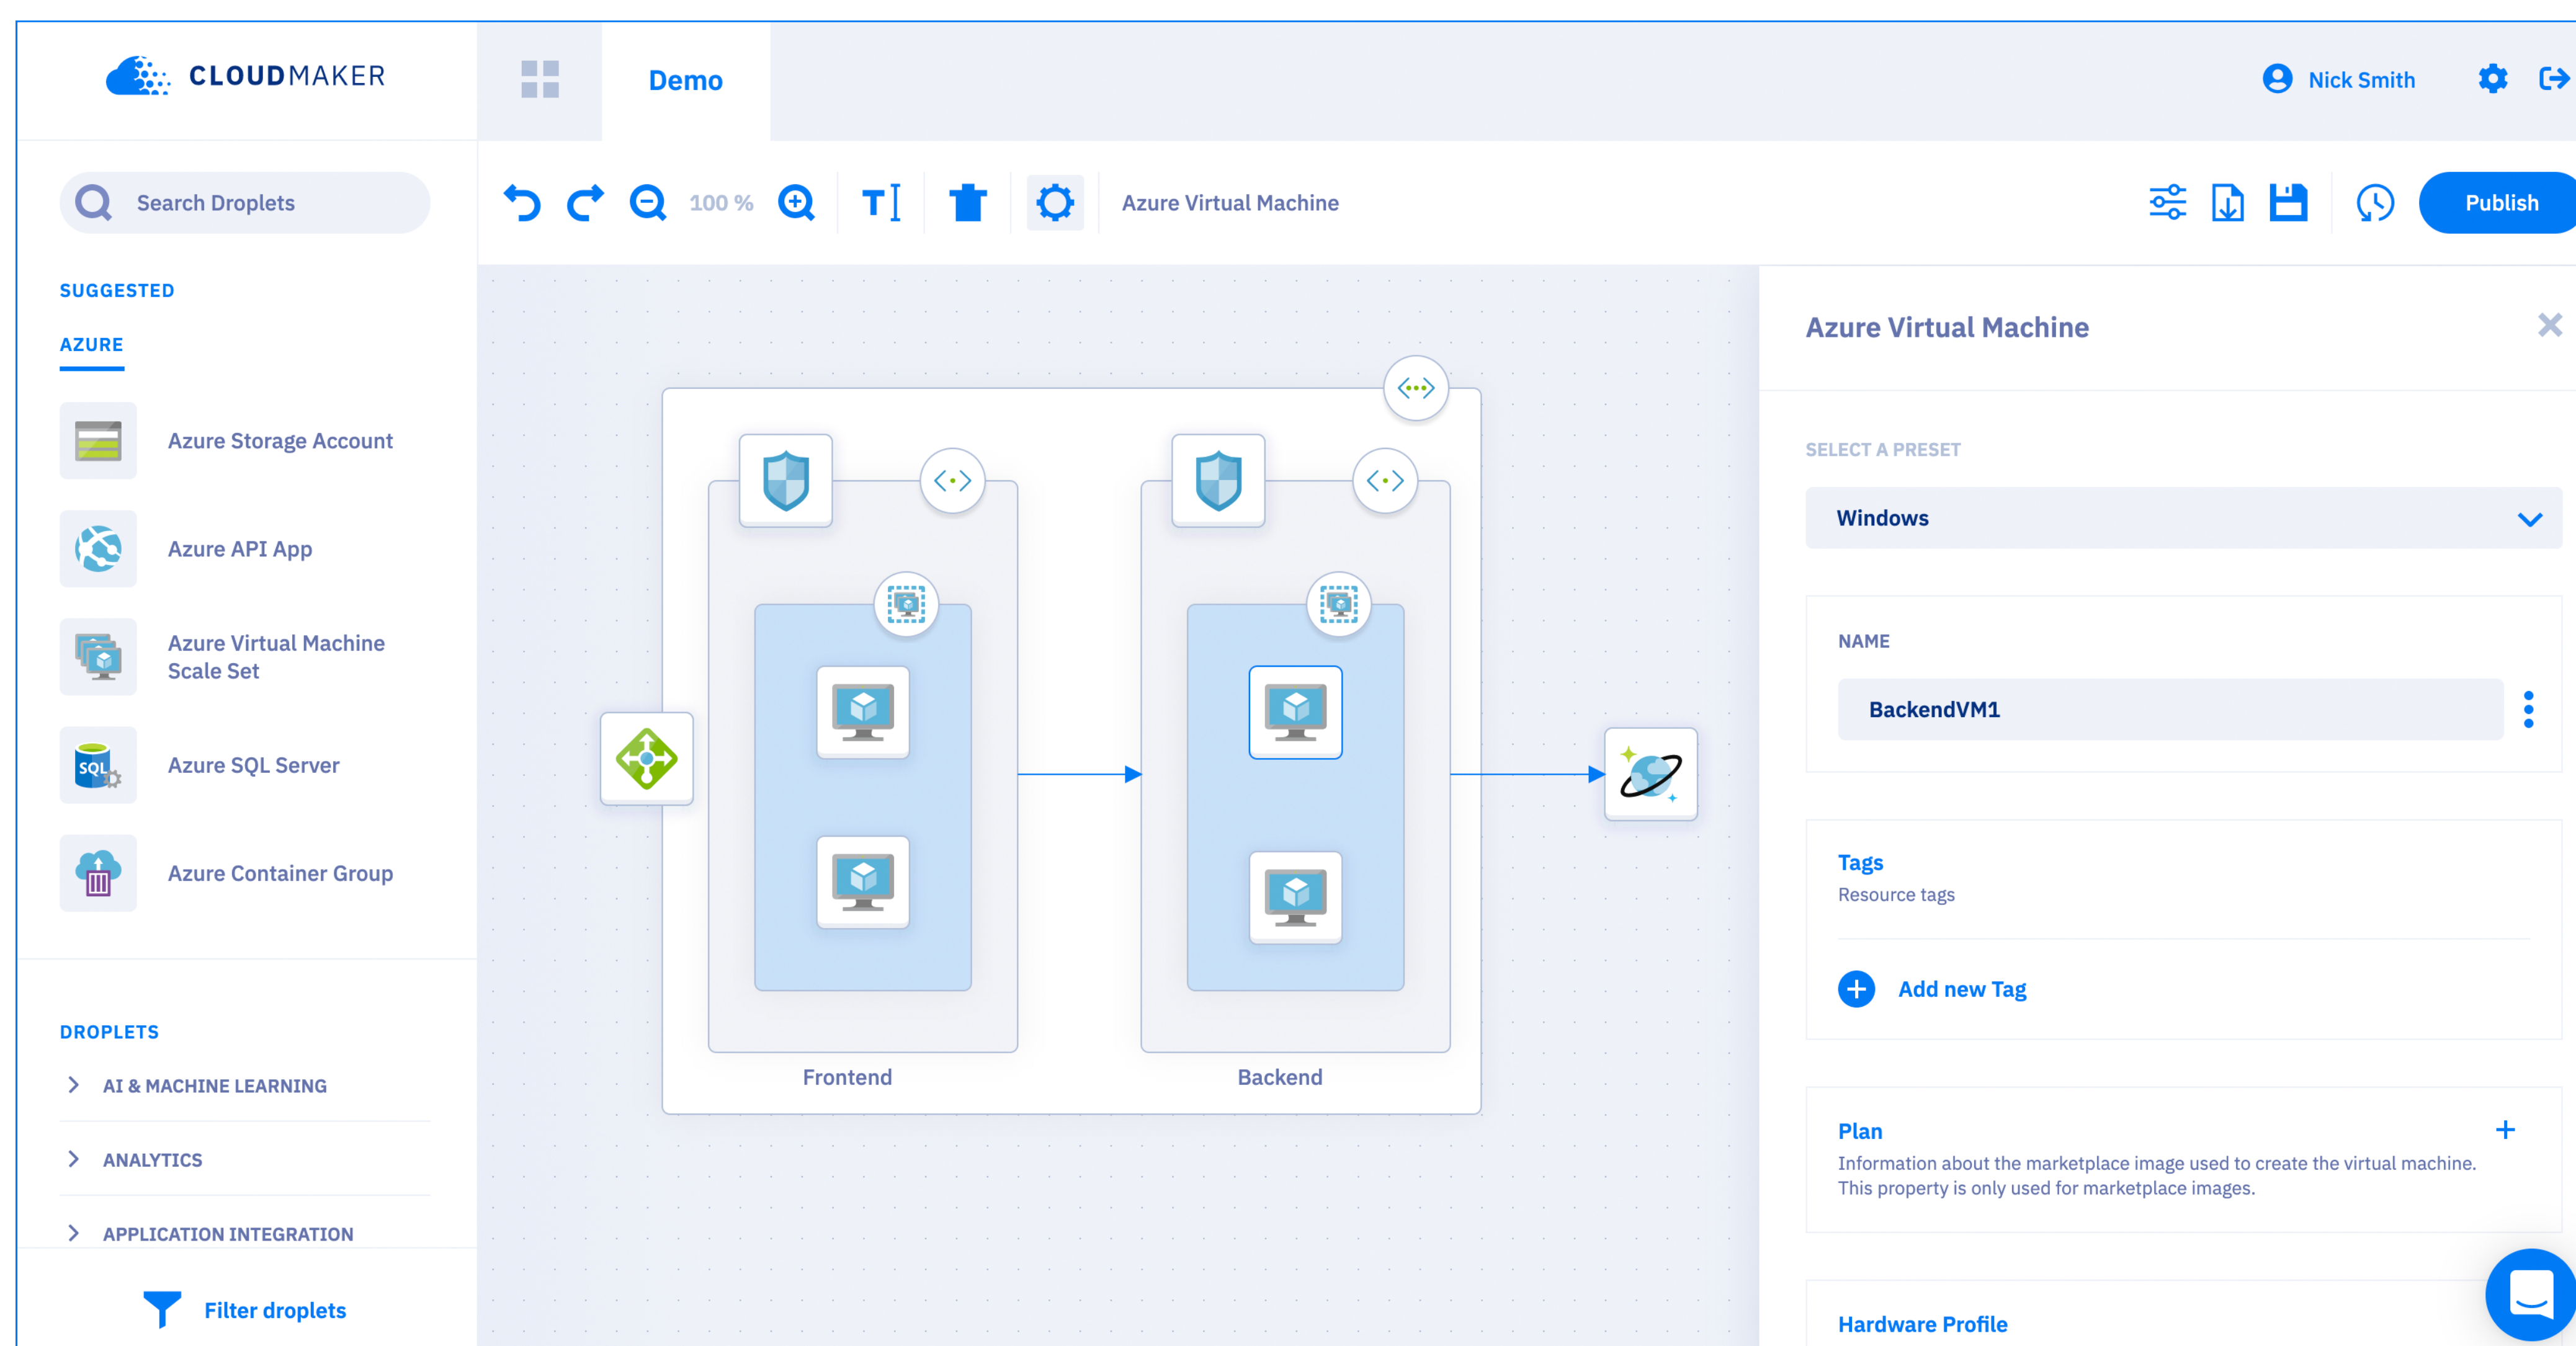 CLOUDMAKER
Demo
Nick Smith
Search Droplets
100 %
T
Azure Virtual Machine
Publish
SUGGESTED
AZURE
Azure Storage Account
Azure API App
Azure Virtual Machine
Scale Set
SQL
Azure SQL Server
Azure Container Group
DROPLETS
AI & MACHINE LEARNING
ANALYTICS
APPLICATION INTEGRATION
Filter droplets
Frontend
Backend
Azure Virtual Machine
SELECT A PRESET
Windows
NAME
BackendVM1
Tags
Resource tags
Add new Tag
Plan
Information about the marketplace image used to create the virtual machine.
This property is only used for marketplace images.
Hardware Profile